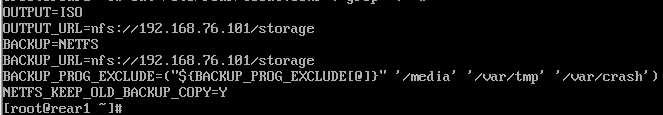 OUTPUT=ISO
OUTPUT_URL=nfs://192.168.76.101/storage
BACKUP=NETFS
BACKUP_URL=nfs://192.168.76.101/storage
BACKUP_PROG_EXCLUDE=("${BACKUP_PROG_EXCLUDE[@]}" '/media' '/var/tmp' '/var/crash')
NETFS_KEEP_OLD_BACKUP_COPY=Y
[root@rear1 ~]#